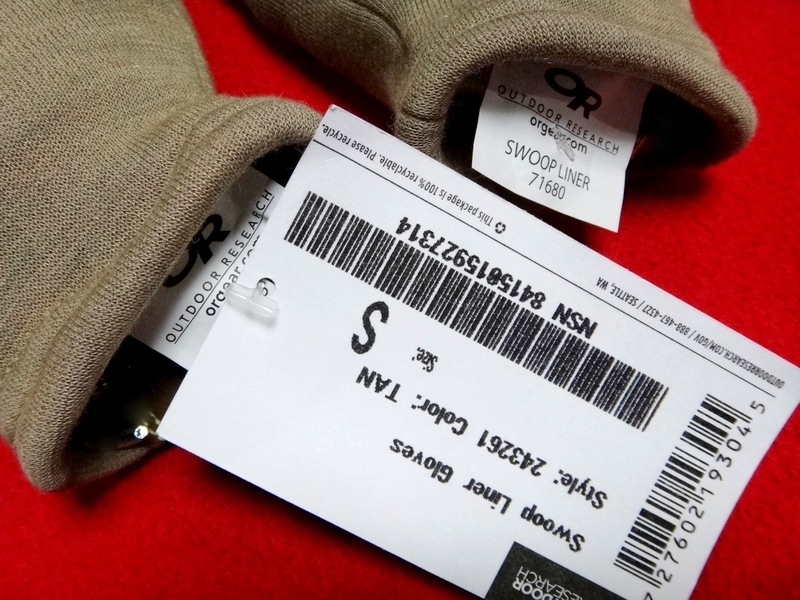 OR
OUTDOOR RESEARCH
orgear.com
SWOOP LINER
71680
OR
OUTDOOR RESEARCH
orgear.com
Swoop Liner Gloves
Style: 243261 Color: TAN
Size: S
NSN 8415015927314
7 27602 19304 5
OUTDOORRESEARCH.COM/GOV / 888-467-4327 / SEATTLE, WA
This package is 100% recyclable. Please recycle.
RESEARCH